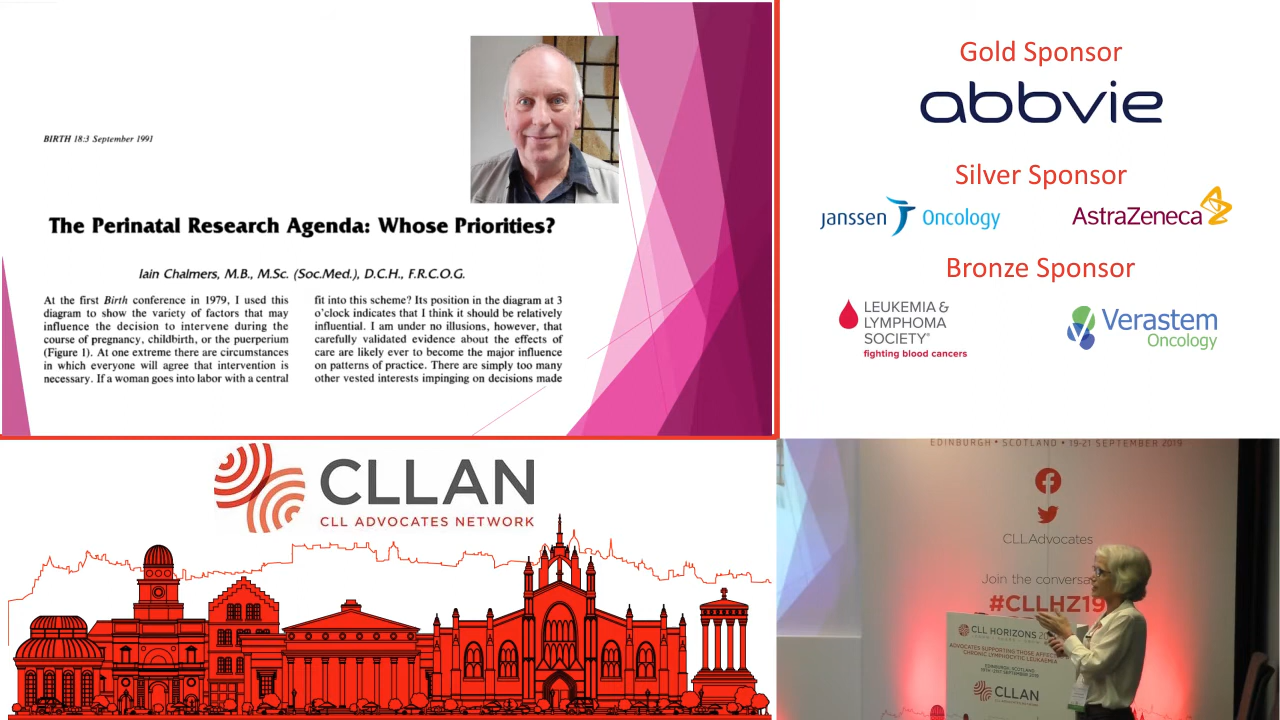 BIRTH 18:3 September 1991
The Perinatal Research Agenda: Whose Priorities?
Iain Chalmers, M.B., M.Sc. (Soc.Med.), D.C.H., F.R.C.O.G.
At the first Birth conference in 1979, I used this
diagram to show the variety of factors that may
influence the decision to intervene during the
course of pregnancy, childbirth, or the puerperium
(Figure 1). At one extreme there are circumstances
in which everyone will agree that intervention is
necessary. If a woman goes into labor with a central
fit into this scheme? Its position in the diagram at 3
o'clock indicates that I think it should be relatively
influential. I am under no illusions, however, that
carefully validated evidence about the effects of
care are likely ever to become the major influence
on patterns of practice. There are simply too many
other vested interests impinging on decisions made
Gold Sponsor
abbvie
Silver Sponsor
janssen Oncology
AstraZeneca
Bronze Sponsor
LEUKEMIA &
LYMPHOMA
SOCIETY®
fighting blood cancers
Verastem
Oncology
CLLAN
CLL ADVOCATES NETWORK
EDINBURGH • SCOTLAND • 19-21 SEPTEMBER 2019
CLLAdvocates
Join the
#CLLHZ19
CLL HORIZONS
ADVOCATES SUPPORTING THOSE
CHRONIC LYMPHOCYTIC LEUKAEMIA
EDINBURGH, SCOTLAND
CLLAN